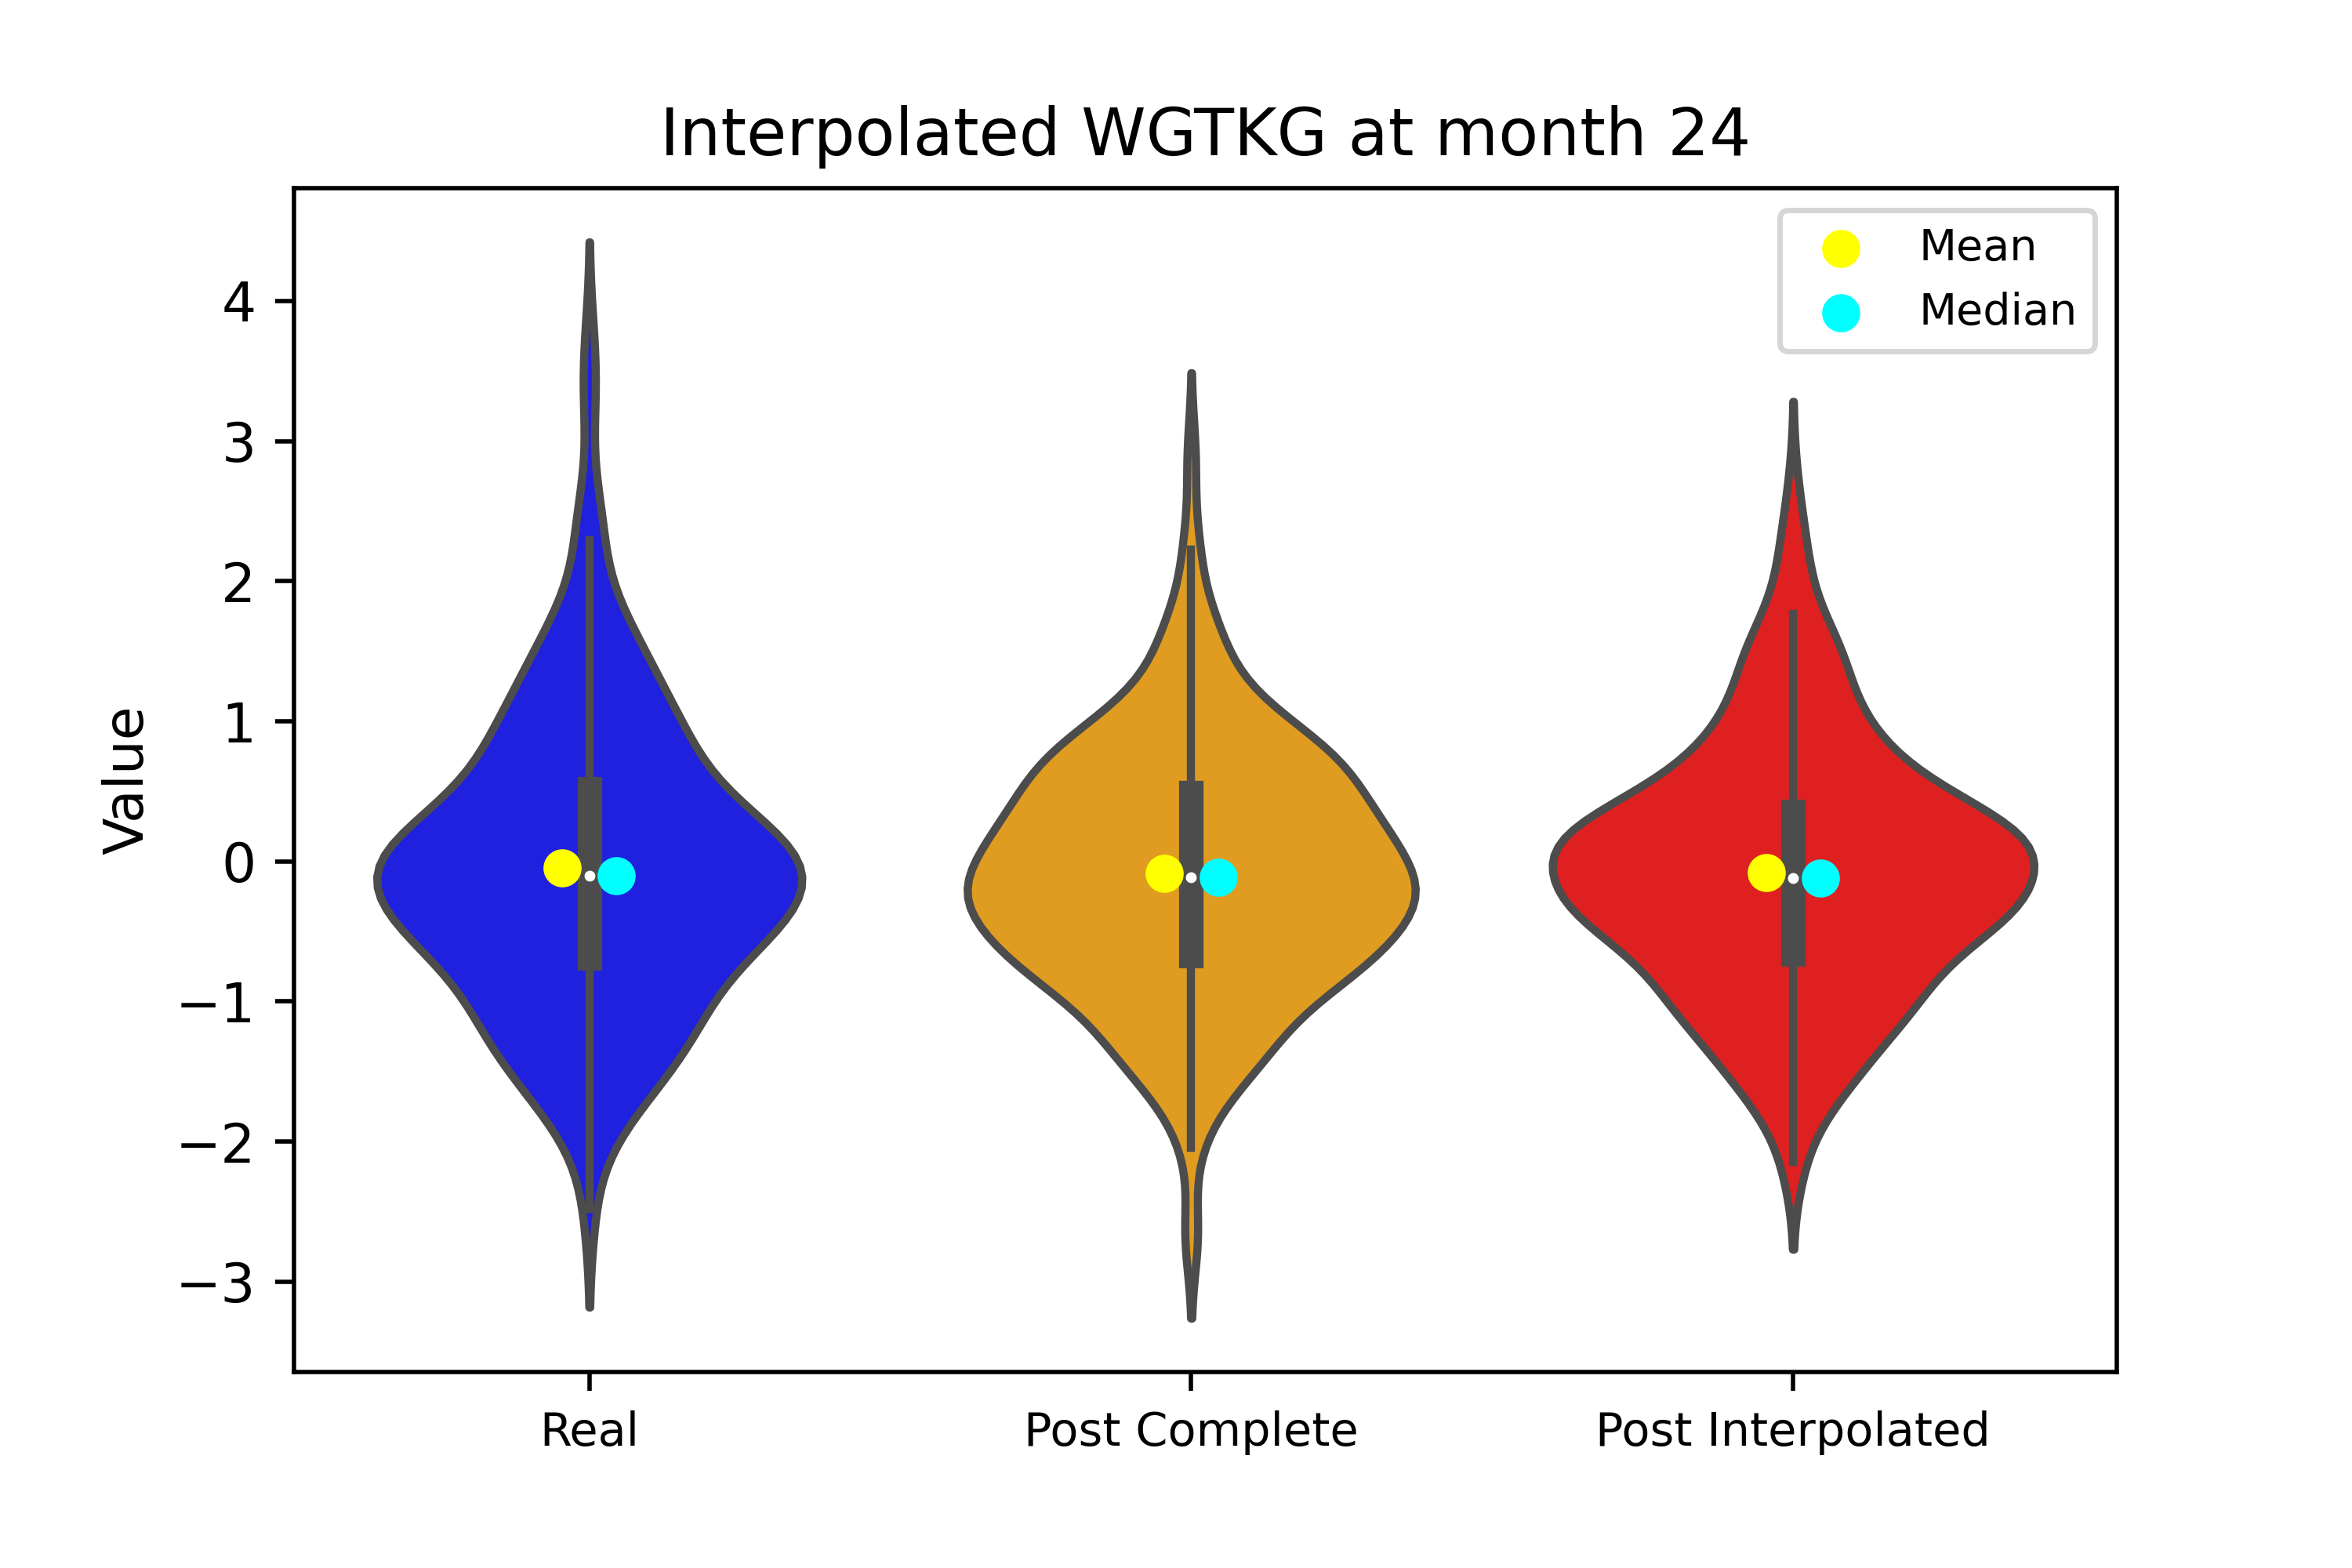 Interpolated WGTKG at month 24
Mean
Median
4
3
2
1
0
−1
−2
−3
Value
Real
Post Complete
Post Interpolated